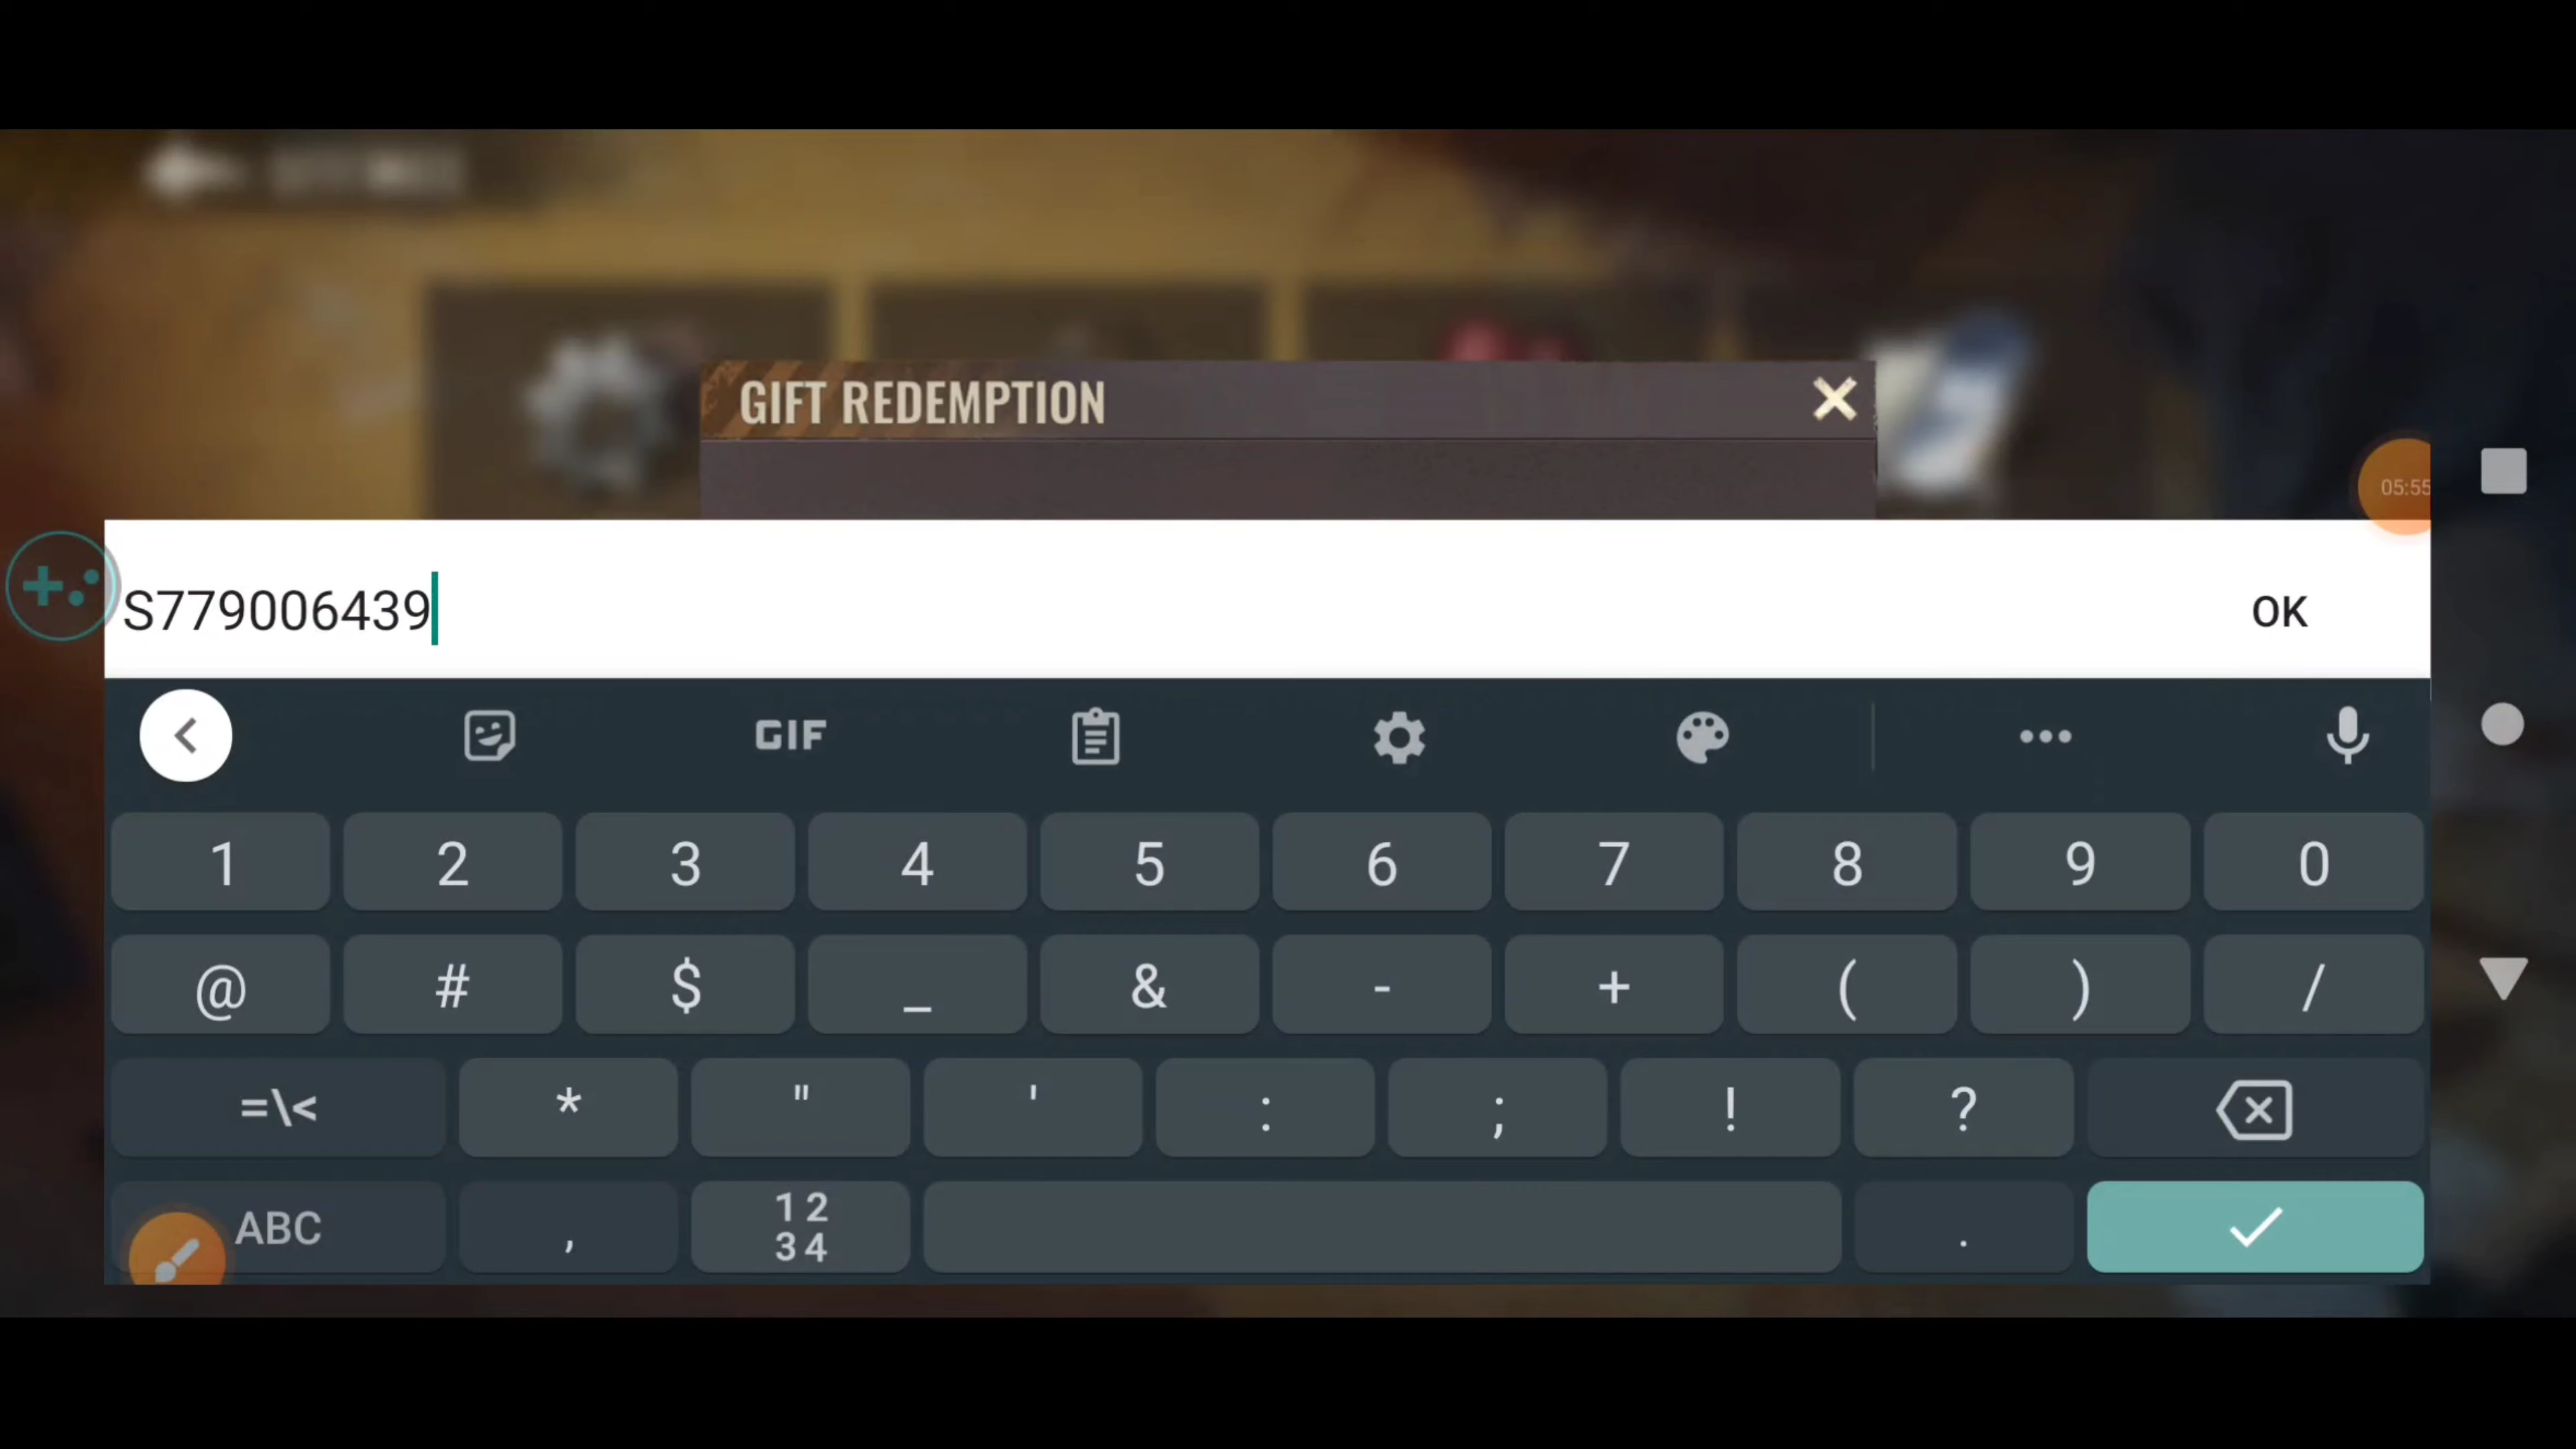 GIFT REDEMPTION
05:55
S779006439
OK
GIF
1 2 3 4 5 6 7 8 9 0
@ # $ _ & - + ( ) /
=\< * " ' : ; ! ?
ABC , 12 34 .